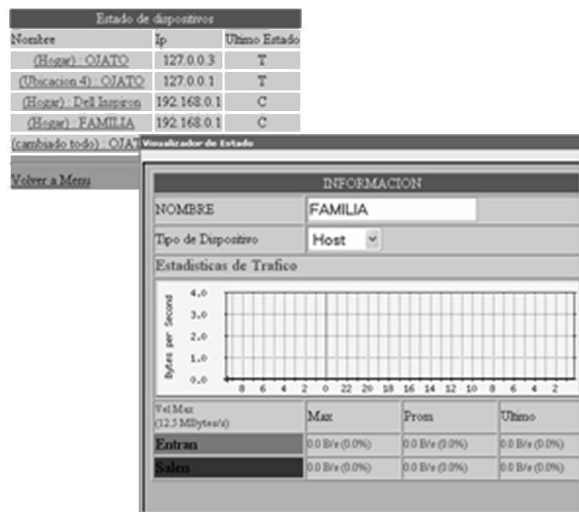 Estado de dispositivos
Nombre Ip Ultimo Estado
(Hogar) : OJATO 127.0.0.3 T
(Ubicacion 4) : OJATO 127.0.0.1 T
(Hogar) : Dell Inspiron 192.168.0.1 C
(Hogar) : FAMILIA 192.168.0.1 C
(cambiado todo) : OJAT
Volver a Menu
Visualizador de Estado
INFORMACION
NOMBRE FAMILIA
Tipo de Dispositivo Host
Estadisticas de Trafico
Bytes per Second
4.0
3.0
2.0
1.0
0.0
8 6 4 2 0 22 20 18 16 14 12 10 8 6 4 2
Vel Max
(12.5 MBytes/s) Max Prom Ultimo
Entran 0.0 B/s (0.0%) 0.0 B/s (0.0%) 0.0 B/s (0.0%)
Salen 0.0 B/s (0.0%) 0.0 B/s (0.0%) 0.0 B/s (0.0%)